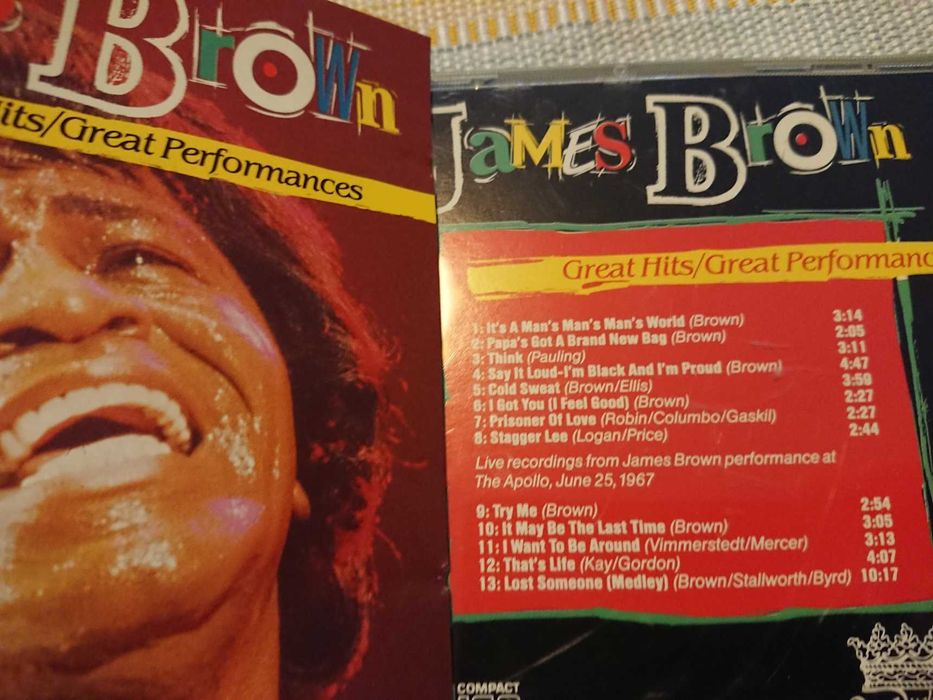 Brown
Hits/Great Performances
James Brown
Great Hits/Great Performanc
1: It's A Man's Man's Man's World (Brown) 3:14
2: Papa's Got A Brand New Bag (Brown) 2:05
3: Think (Pauling) 3:11
4: Say It Loud-I'm Black And I'm Proud (Brown) 4:47
5: Cold Sweat (Brown/Ellis) 3:50
6: I Got You (I Feel Good) (Brown) 2:27
7: Prisoner Of Love (Robin/Columbo/Gaskil) 2:27
8: Stagger Lee (Logan/Price) 2:44
Live recordings from James Brown performance at
The Apollo, June 25, 1967
9: Try Me (Brown) 2:54
10: It May Be The Last Time (Brown) 3:05
11: I Want To Be Around (Vimmerstedt/Mercer) 3:13
12: That's Life (Kay/Gordon) 4:07
13: Lost Someone (Medley) (Brown/Stallworth/Byrd) 10:17
COMPACT